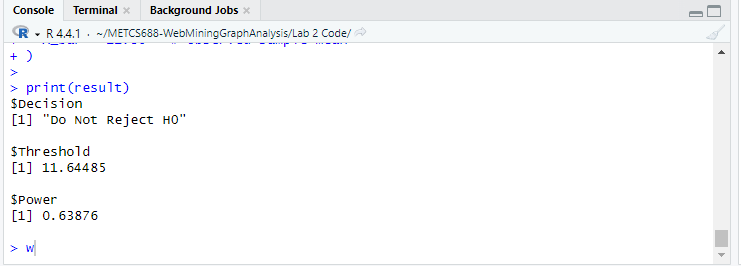 Console Terminal × Background Jobs ×
R 4.4.1 · ~/METCS688-WebMiningGraphAnalysis/Lab 2 Code/
+ )
>
> print(result)
$Decision
[1] "Do Not Reject H0"
$Threshold
[1] 11.64485
$Power
[1] 0.63876
> w